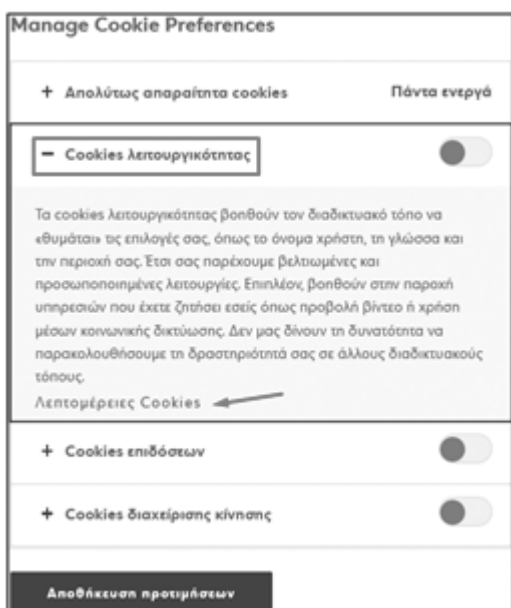 Manage Cookie Preferences
+ Απολύτως απαραίτητα cookies Πάντα ενεργά
− Cookies λειτουργικότητας
Τα cookies λειτουργικότητας βοηθούν τον διαδικτυακό τόπο να
«θυμάται» τις επιλογές σας, όπως το όνομα χρήστη, τη γλώσσα και
την περιοχή σας. Έτσι σας παρέχουμε βελτιωμένες και
προσωποποιημένες λειτουργίες. Επιπλέον, βοηθούν στην παροχή
υπηρεσιών που έχετε ζητήσει εσείς όπως προβολή βίντεο ή χρήση
μέσων κοινωνικής δικτύωσης. Δεν μας δίνουν τη δυνατότητα να
παρακολουθήσουμε τη δραστηριότητά σας σε άλλους διαδικτυακούς
τόπους.
Λεπτομέρειες Cookies
+ Cookies επιδόσεων
+ Cookies διαχείρισης κίνησης
Αποθήκευση προτιμήσεων